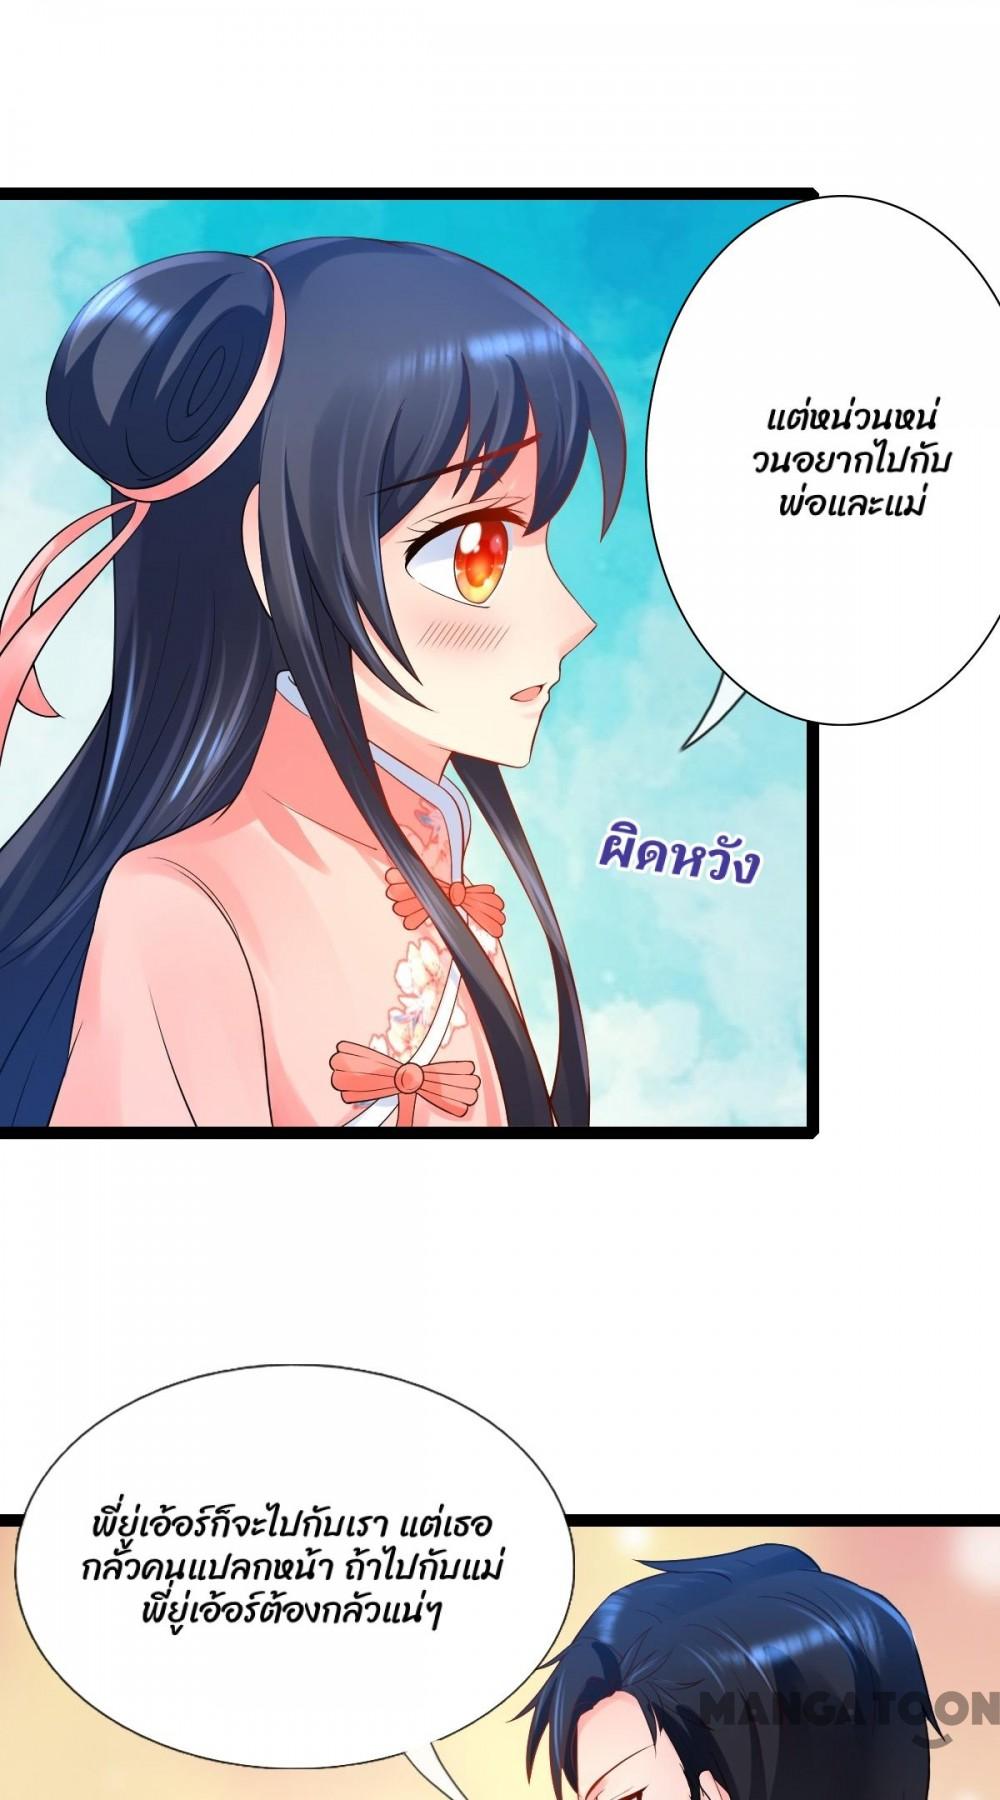 แต่หน่วนหน่
วนอยากไปกับ
พ่อและแม่
ผิดหวัง
พี่ยู่เอ้อร์ก็จะไปกับเรา แต่เธอ
กลัวคนแปลกหน้า ถ้าไปกับแม่
พี่ยู่เอ้อร์ต้องกลัวแน่ๆ
MANGATOON